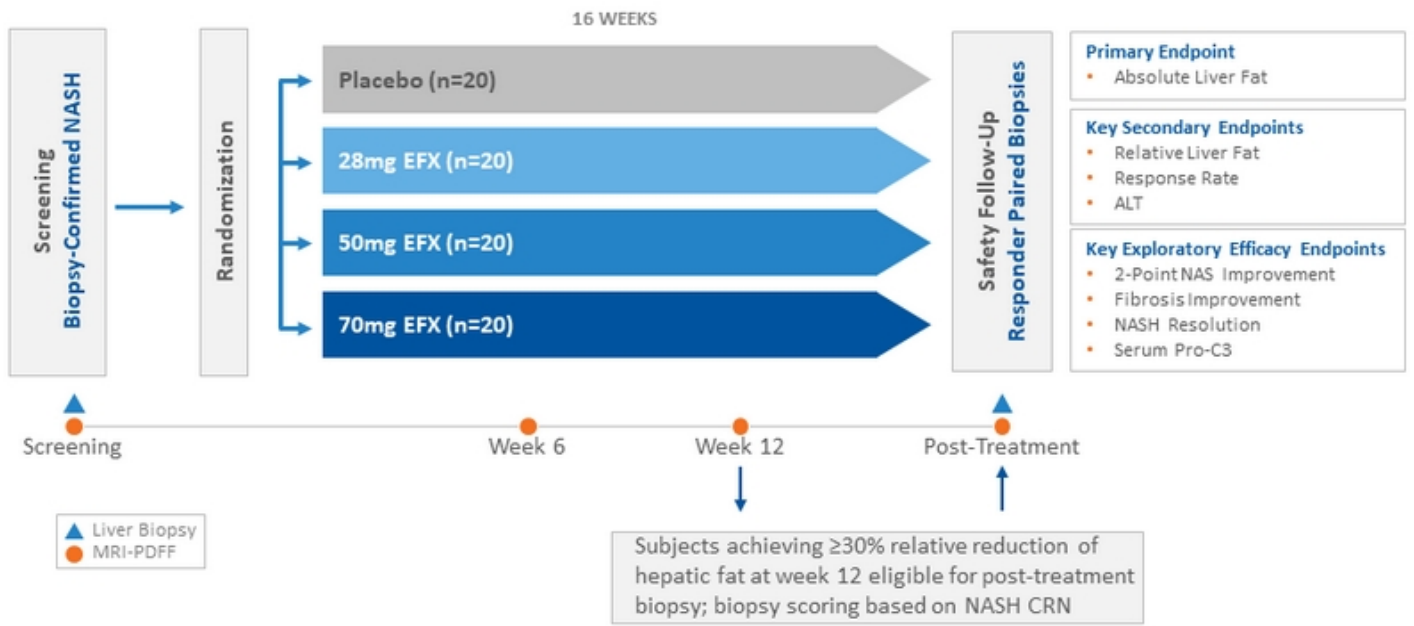 16 WEEKS
Screening
Biopsy-Confirmed NASH
Randomization
Placebo (n=20)
28mg EFX (n=20)
50mg EFX (n=20)
70mg EFX (n=20)
Safety Follow-Up
Responder Paired Biopsies
Primary Endpoint
• Absolute Liver Fat
Key Secondary Endpoints
• Relative Liver Fat
• Response Rate
• ALT
Key Exploratory Efficacy Endpoints
• 2-Point NAS Improvement
• Fibrosis Improvement
• NASH Resolution
• Serum Pro-C3
Screening
Week 6
Week 12
Post-Treatment
Liver Biopsy
MRI-PDFF
Subjects achieving ≥30% relative reduction of
hepatic fat at week 12 eligible for post-treatment
biopsy; biopsy scoring based on NASH CRN